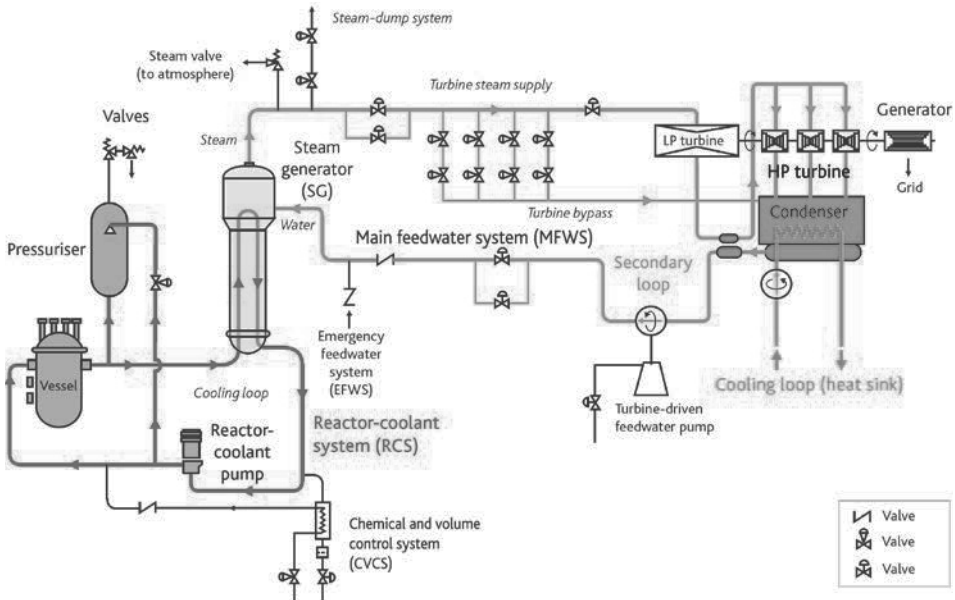 Steam-dump system
Steam valve
(to atmosphere)
Turbine steam supply
Generator
Valves
Steam
Steam
generator
(SG)
LP turbine
HP turbine
Grid
Condenser
Water
Turbine bypass
Pressuriser
Main feedwater system (MFWS)
Secondary
loop
Emergency
feedwater
system
(EFWS)
Vessel
Cooling loop
Cooling loop (heat sink)
Turbine-driven
feedwater pump
Reactor-
coolant
pump
Reactor-coolant
system (RCS)
Chemical and volume
control system
(CVCS)
Valve
Valve
Valve